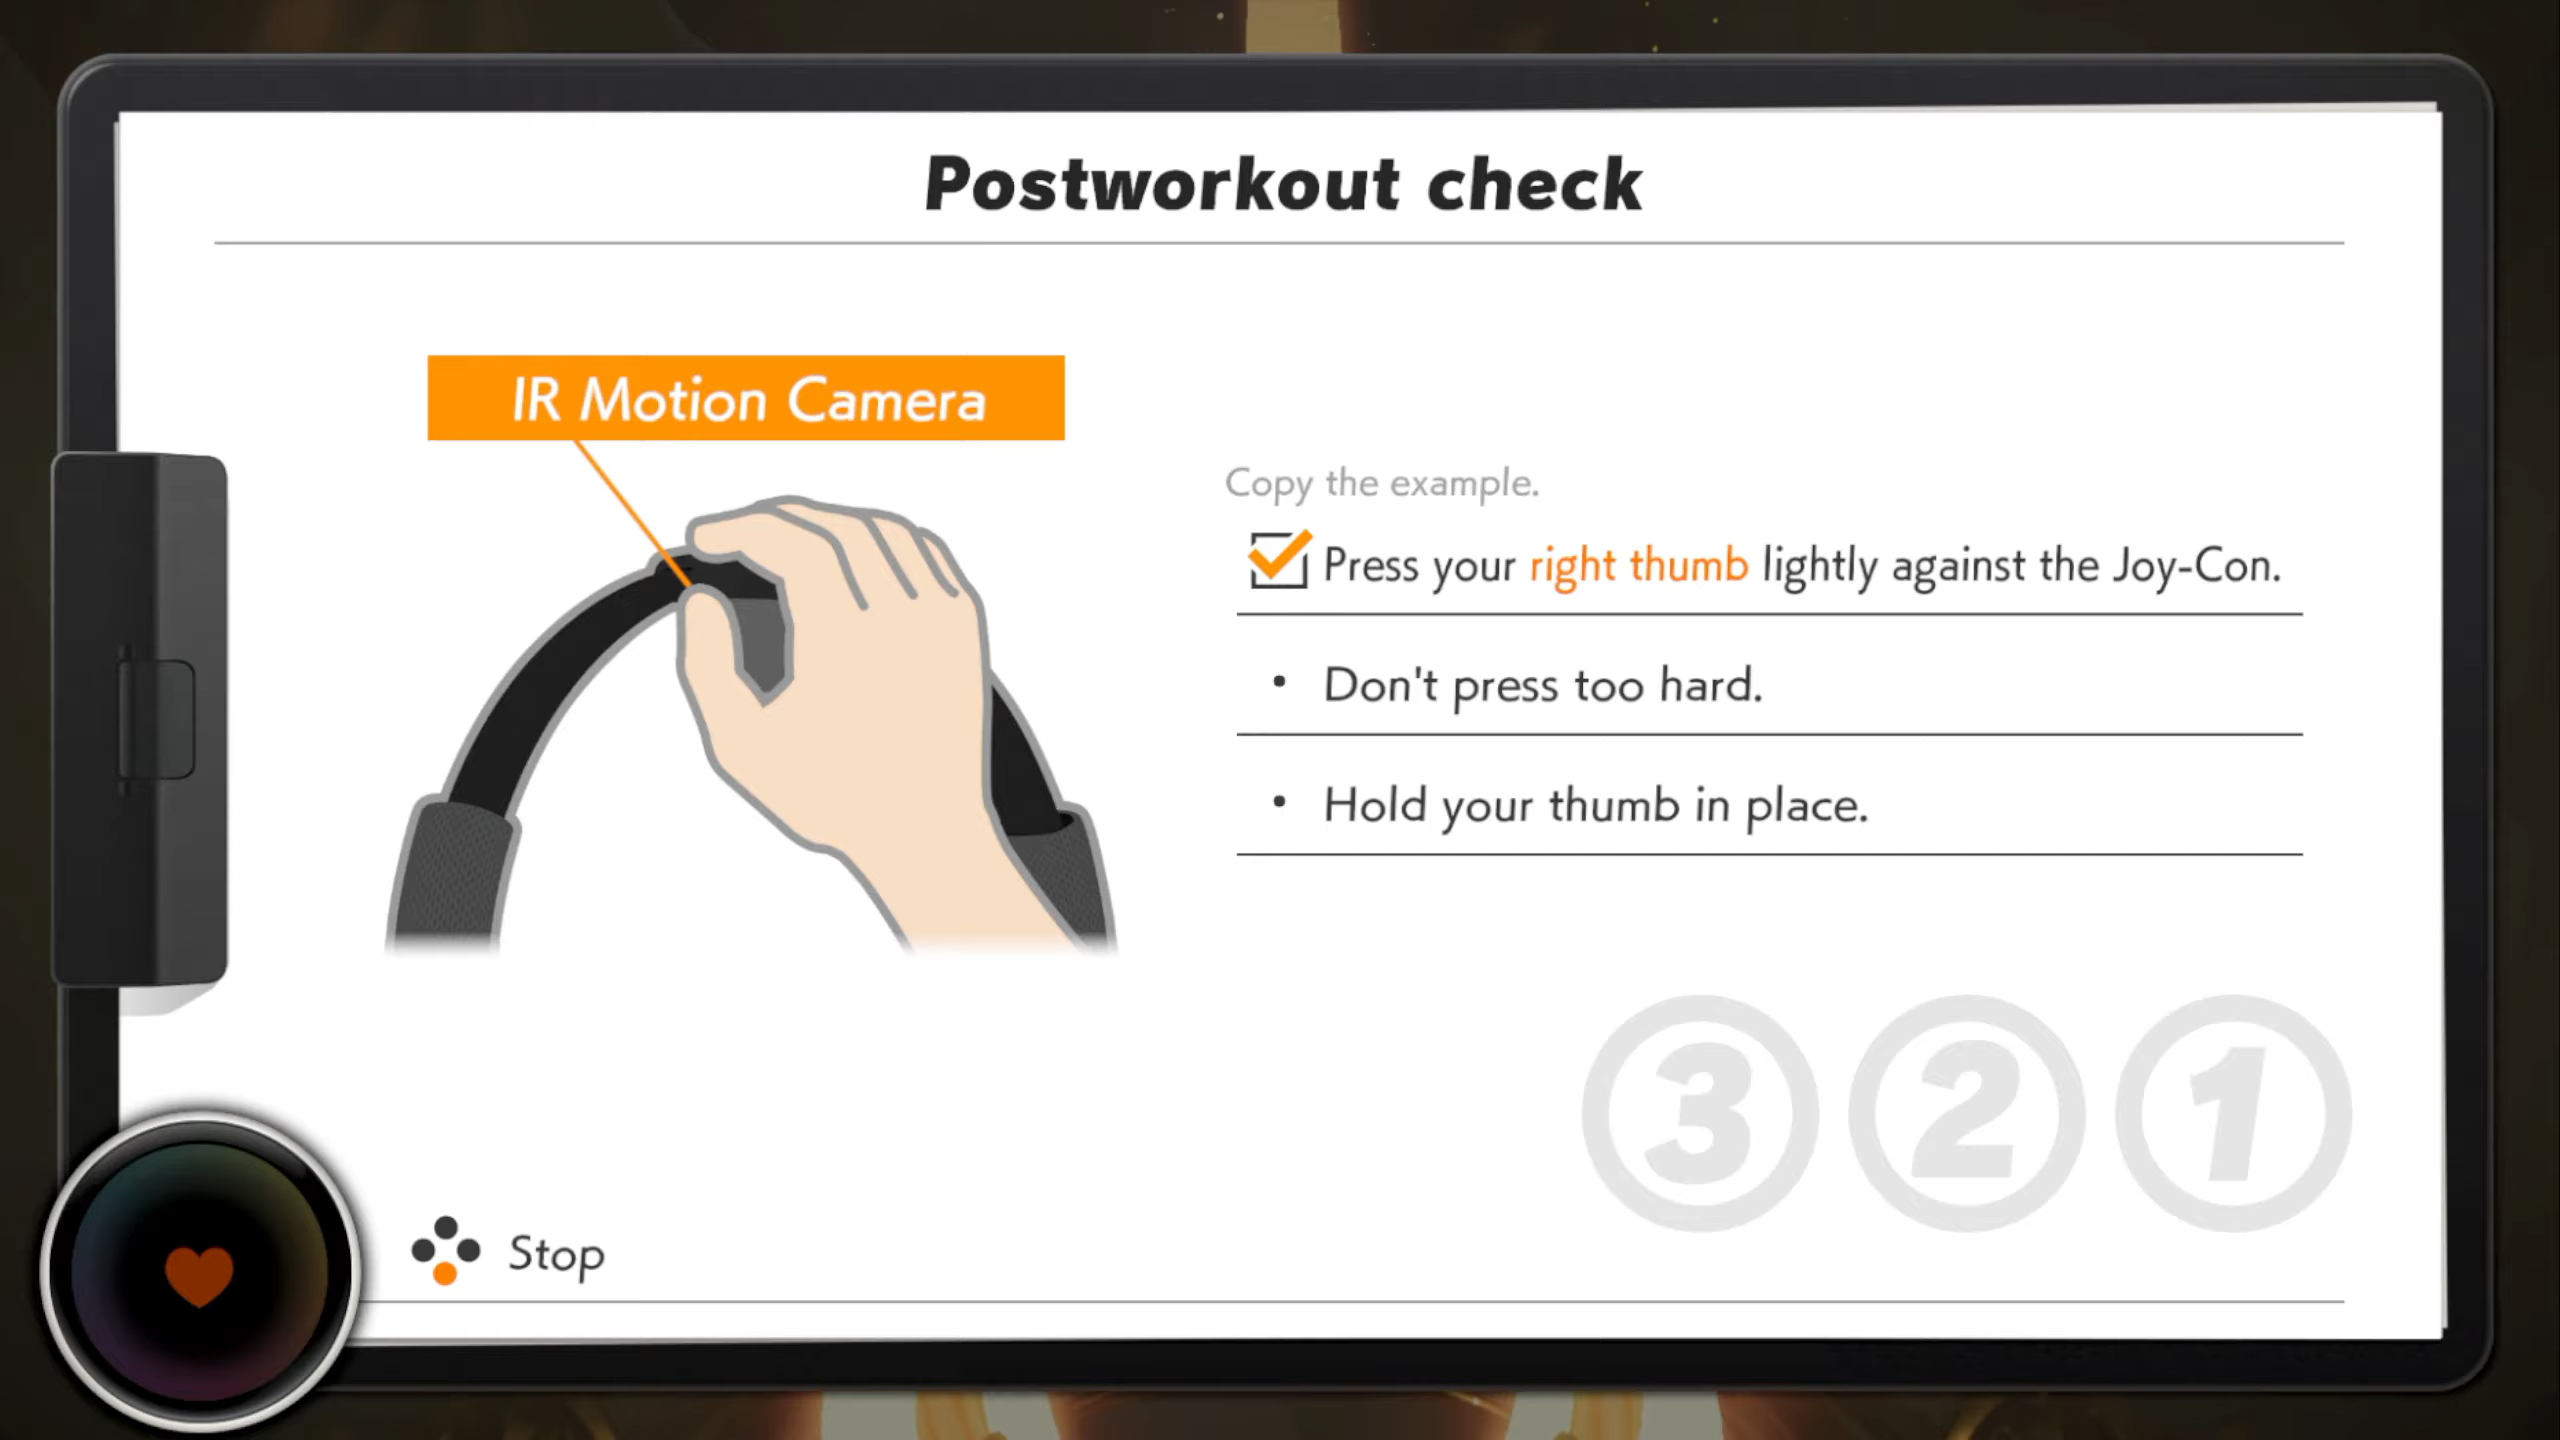 Postworkout check
IR Motion Camera
Copy the example.
Press your right thumb lightly against the Joy-Con.
• Don't press too hard.
• Hold your thumb in place.
3 2 1
Stop